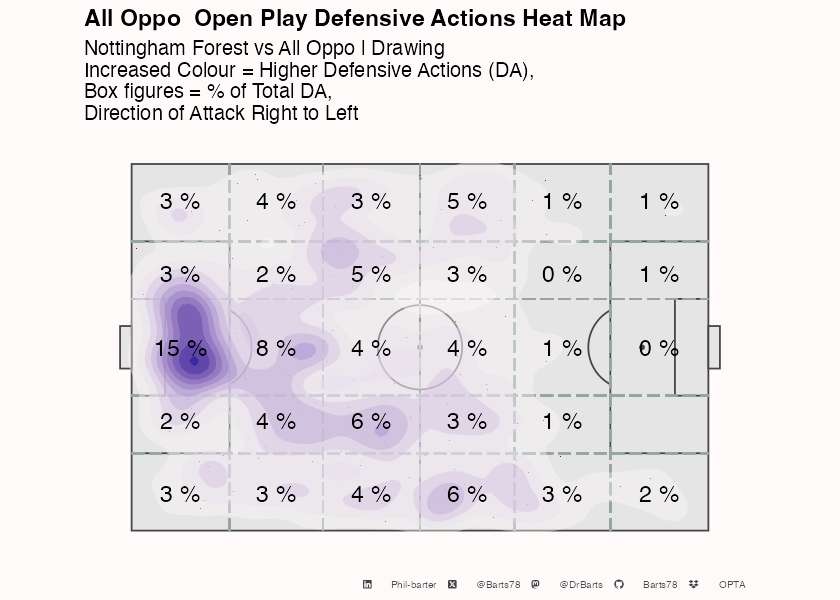 All Oppo  Open Play Defensive Actions Heat Map
Nottingham Forest vs All Oppo | Drawing
Increased Colour = Higher Defensive Actions (DA),
Box figures = % of Total DA,
Direction of Attack Right to Left
3 % 4 % 3 % 5 % 1 % 1 %
3 % 2 % 5 % 3 % 0 % 1 %
15 % 8 % 4 % 4 % 1 % 0 %
2 % 4 % 6 % 3 % 1 %
3 % 3 % 4 % 6 % 3 % 2 %
Phil-barter @Barts78 @DrBarts Barts78 OPTA